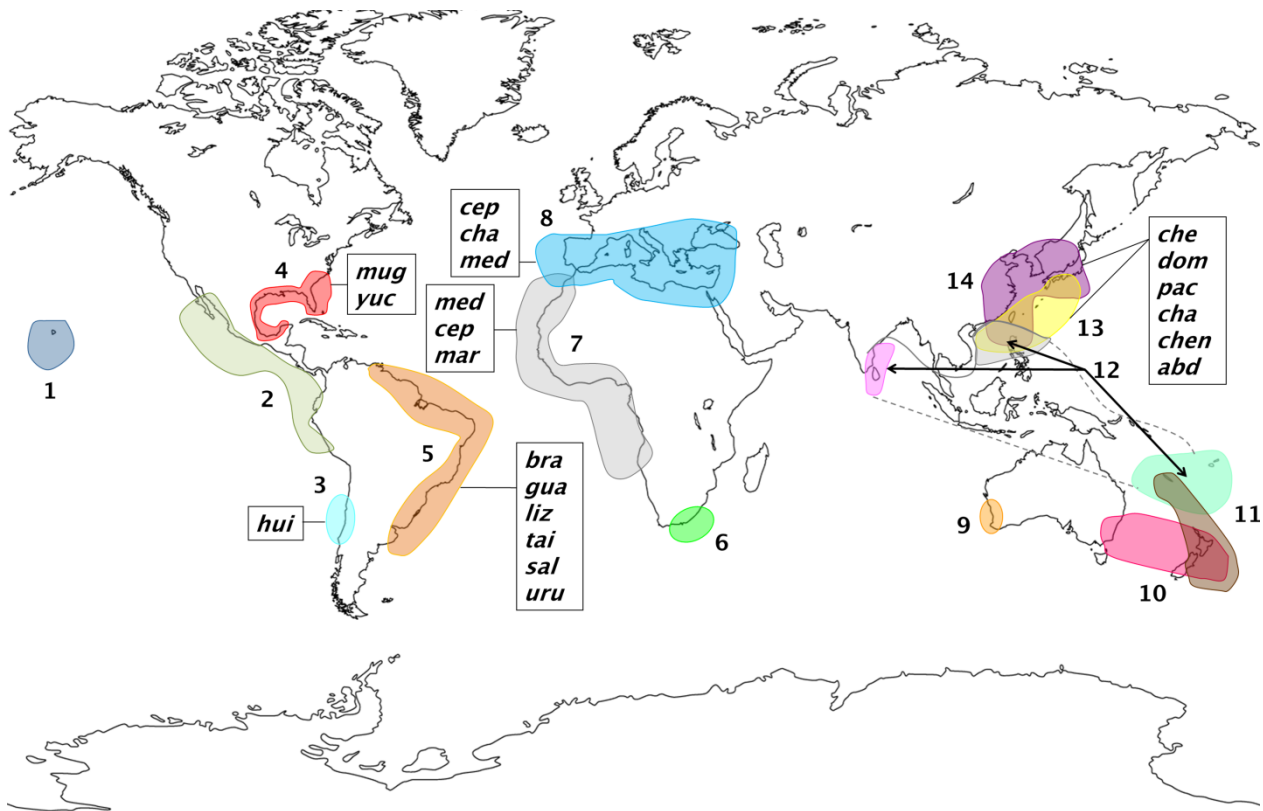 cep
cha
med
8
che
dom
pac
cha
chen
abd
4
mug
yuc
14
med
cep
mar
7
13
12
1
2
5
bra
gua
liz
tai
sal
uru
3
hui
6
9
11
10